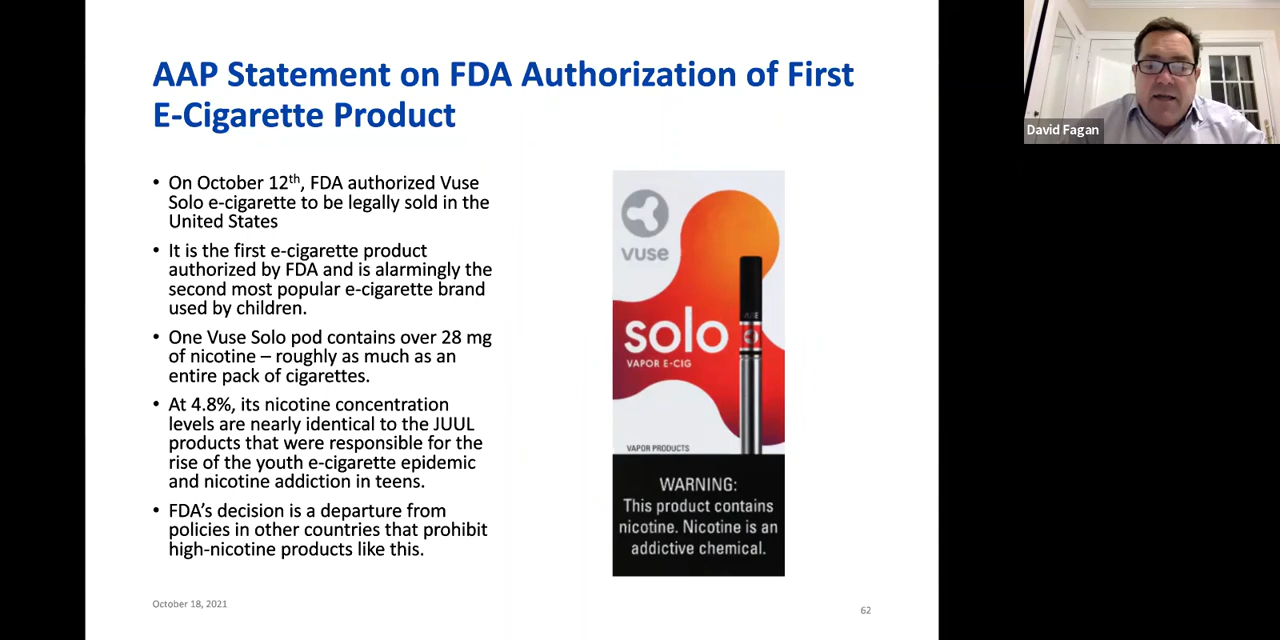 AAP Statement on FDA Authorization of First
E-Cigarette Product
• On October 12th, FDA authorized Vuse
Solo e-cigarette to be legally sold in the
United States
• It is the first e-cigarette product
authorized by FDA and is alarmingly the
second most popular e-cigarette brand
used by children.
• One Vuse Solo pod contains over 28 mg
of nicotine – roughly as much as an
entire pack of cigarettes.
• At 4.8%, its nicotine concentration
levels are nearly identical to the JUUL
products that were responsible for the
rise of the youth e-cigarette epidemic
and nicotine addiction in teens.
• FDA's decision is a departure from
policies in other countries that prohibit
high-nicotine products like this.
vuse
solo
VAPOR E-CIG
VAPOR PRODUCTS
WARNING:
This product contains
nicotine. Nicotine is an
addictive chemical.
October 18, 2021
62
David Fagan